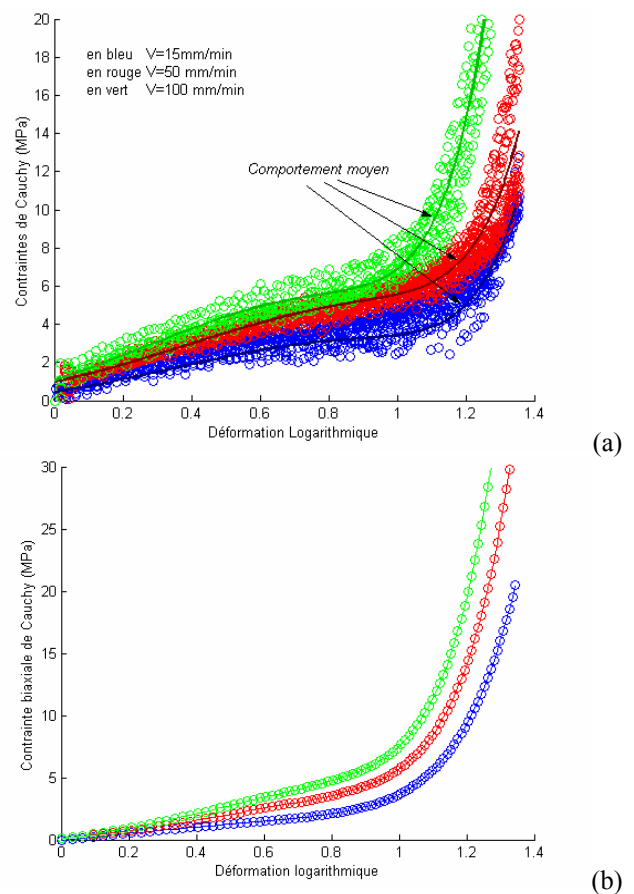 20
18
16
14
12
10
8
6
4
2
0
Contraintes de Cauchy (MPa)
en bleu V=15mm/min
en rouge V=50 mm/min
en vert V=100 mm/min
Comportement moyen
0 0.2 0.4 0.6 0.8 1 1.2 1.4
Déformation Logarithmique
(a)
30
25
20
15
10
5
0
Contrainte biaxiale de Cauchy (MPa)
0 0.2 0.4 0.6 0.8 1 1.2 1.4
Déformation logarithmique
(b)